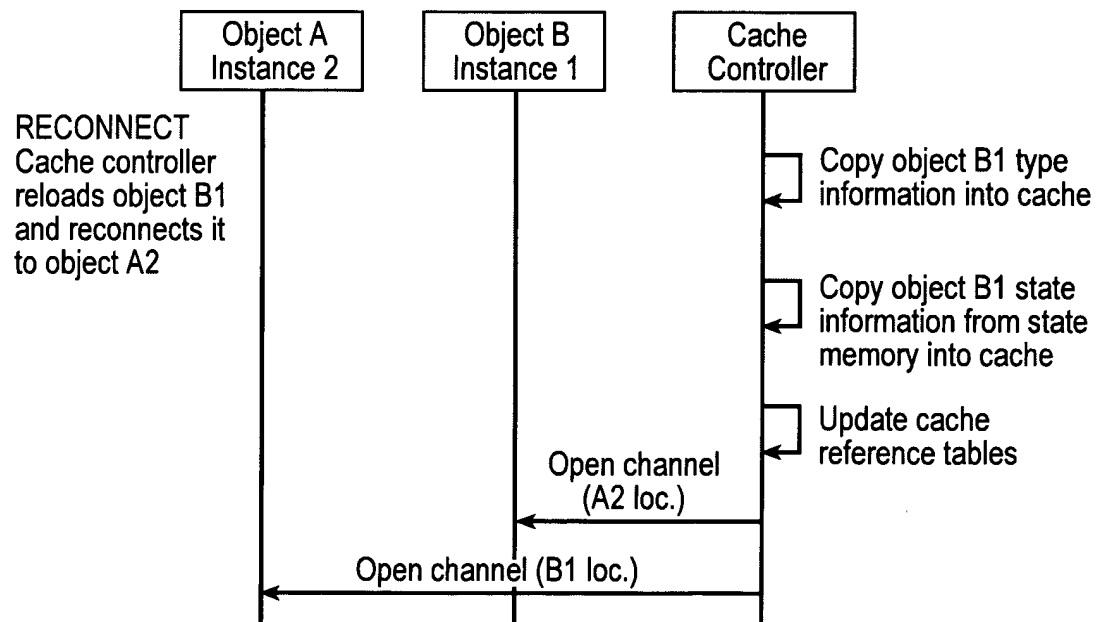 Object A
Instance 2
Object B
Instance 1
Cache
Controller
RECONNECT
Cache controller
reloads object B1
and reconnects it
to object A2
Copy object B1 type
information into cache
Copy object B1 state
information from state
memory into cache
Update cache
reference tables
Open channel
(A2 loc.)
Open channel (B1 loc.)